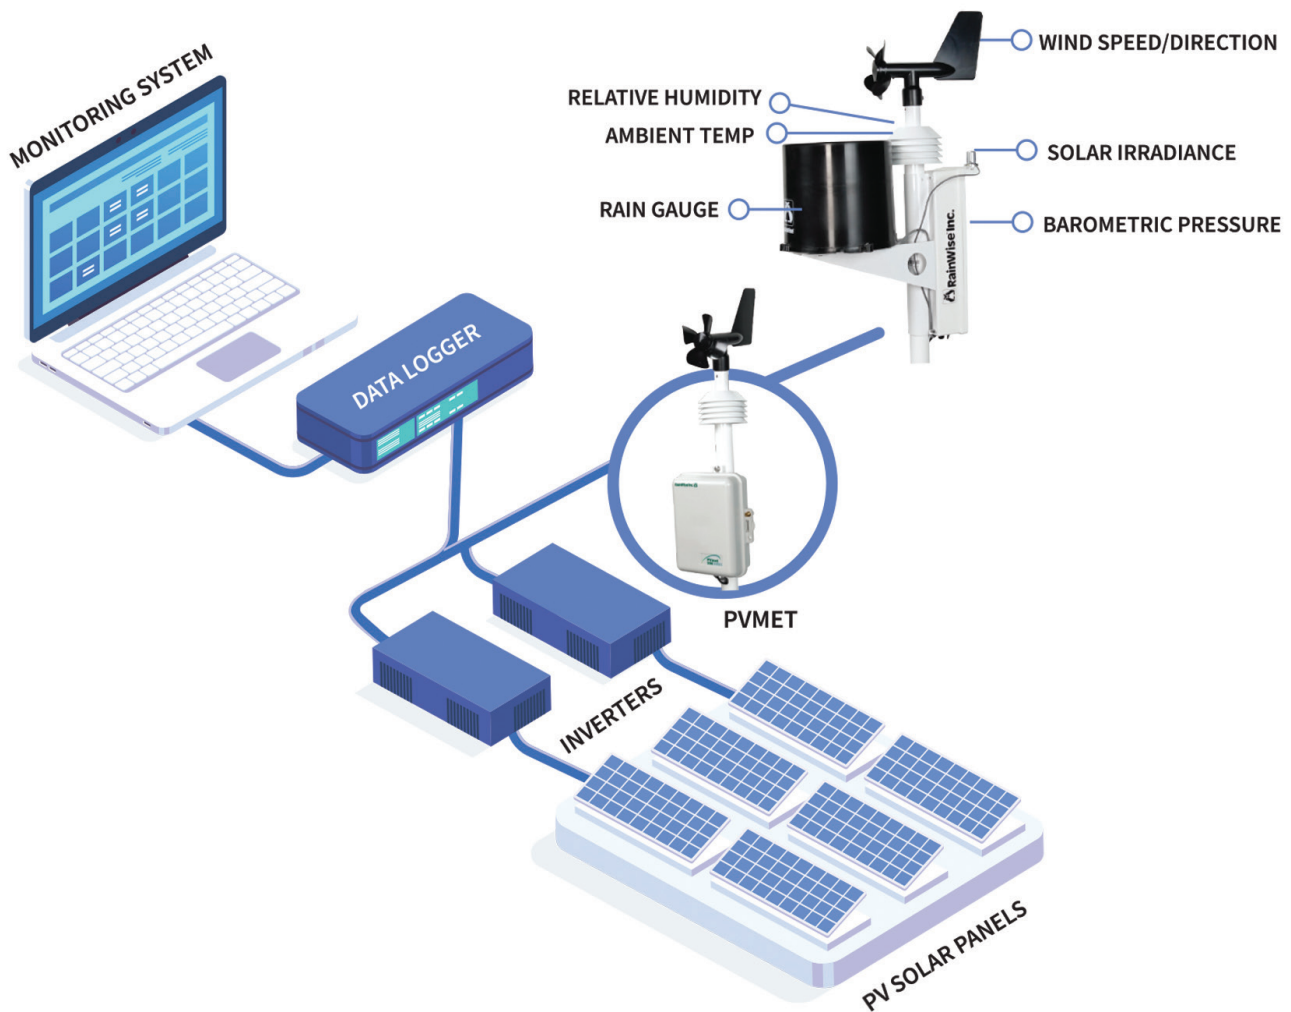 MONITORING SYSTEM
WIND SPEED/DIRECTION
RELATIVE HUMIDITY
AMBIENT TEMP
SOLAR IRRADIANCE
RAIN GAUGE
BAROMETRIC PRESSURE
RainWise Inc.
DATA LOGGER
PVMET
INVERTERS
PV SOLAR PANELS